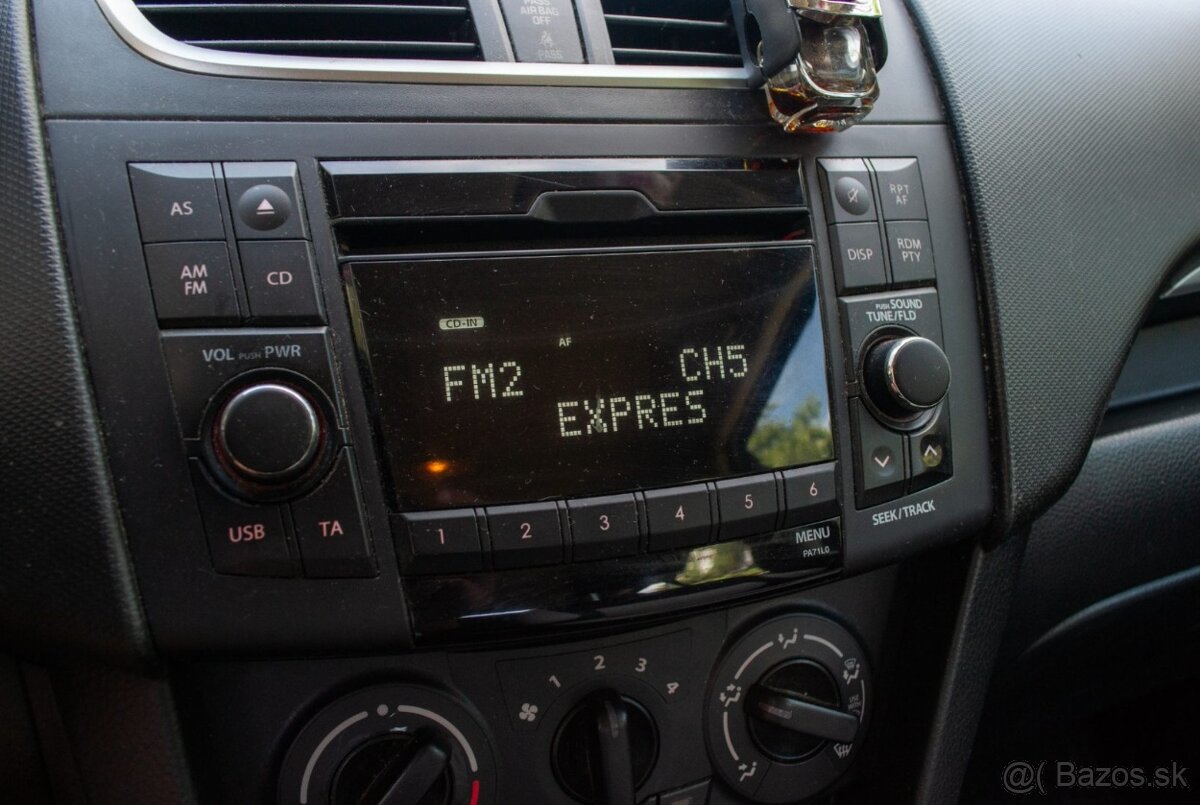 PASS
AIR BAG
OFF
PASS
AS
AM
FM
CD
VOL PUSH PWR
USB
TA
CD-IN
AF
FM2
CH5
EXPRES
1 2 3 4 5 6
MENU
PA71L0
RPT
AF
DISP
RDM
PTY
PUSH SOUND
TUNE/FLD
SEEK/TRACK
1 2 3 4
@( Bazos.sk